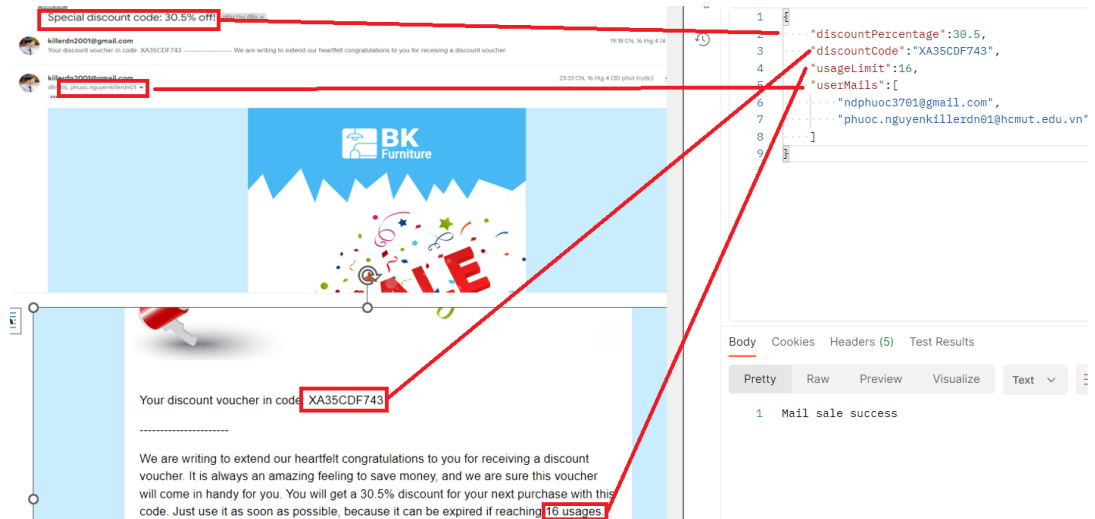 Special discount code: 30.5% off!
killerdn2001@gmail.com
Your discount voucher in code: XA35CDF743 ---------------------- We are writing to extend our heartfelt congratulations to you for receiving a discount voucher.
19:18 CN, 16 thg 4
killerdn2001@gmail.com
23:33 CN, 16 thg 4 (30 phút trước)
phuoc.nguyenkillerdn01
BK
Furniture
Your discount voucher in code: XA35CDF743
----------------------
We are writing to extend our heartfelt congratulations to you for receiving a discount
voucher. It is always an amazing feeling to save money, and we are sure this voucher
will come in handy for you. You will get a 30.5% discount for your next purchase with this
code. Just use it as soon as possible, because it can be expired if reaching 16 usages.
1 {
2 "discountPercentage":30.5,
3 "discountCode":"XA35CDF743",
4 "usageLimit":16,
5 "userMails":[
6 "ndphuoc3701@gmail.com",
7 "phuoc.nguyenkillerdn01@hcmut.edu.vn"
8 ]
9 }
Body Cookies Headers (5) Test Results
Pretty Raw Preview Visualize Text
1 Mail sale success